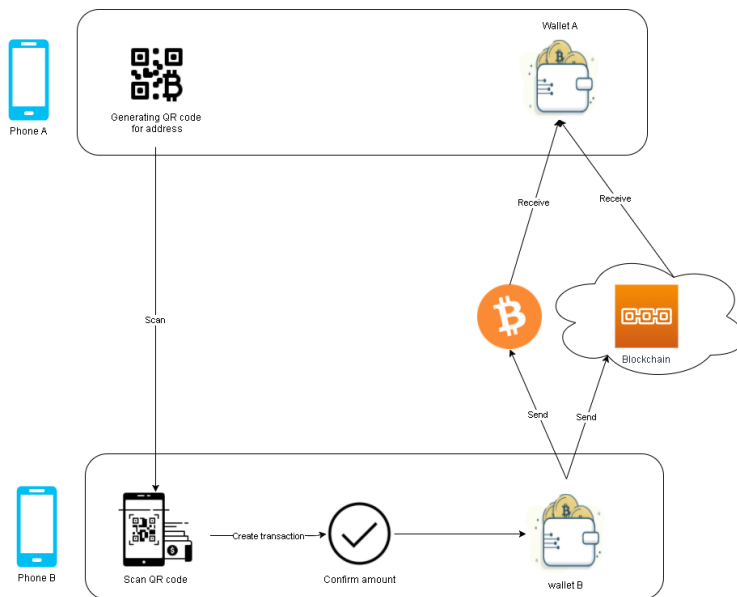 Wallet A
Phone A
Generating QR code
for address
Receive
Receive
Scan
Blockchain
Send
Send
Create transaction
Phone B
Scan QR code
Confirm amount
wallet B